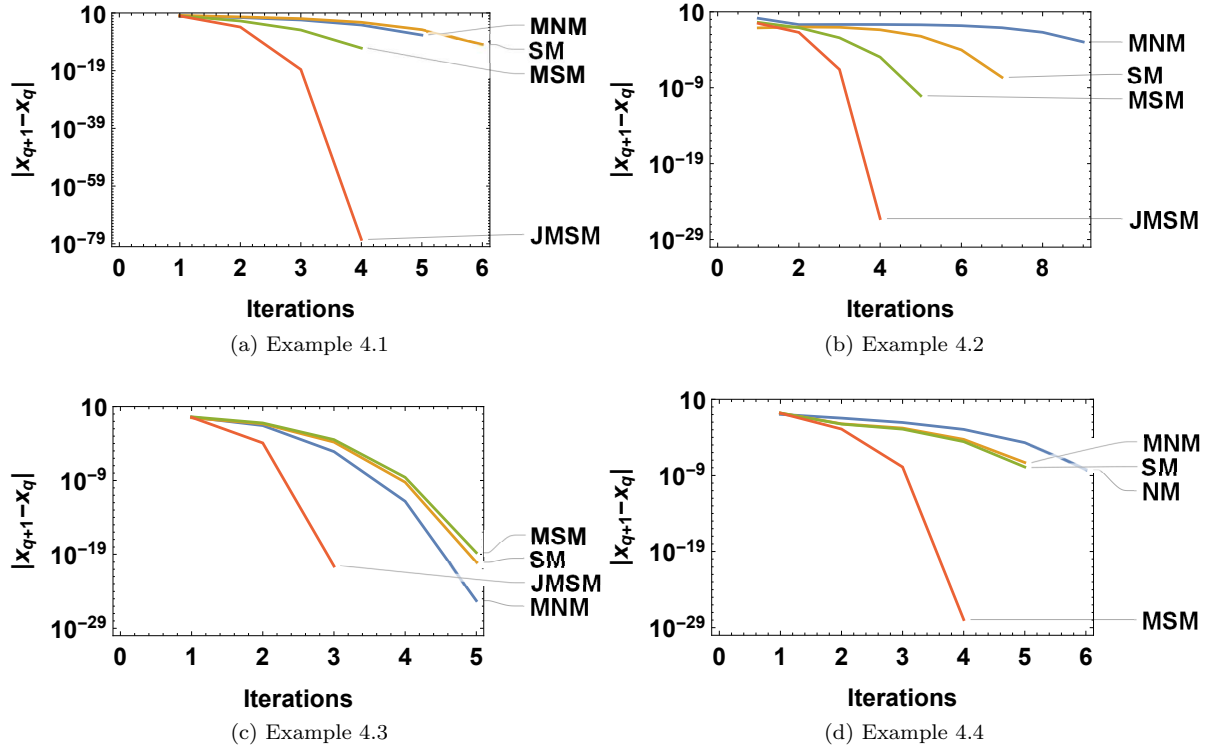 10
10^{-19}
10^{-39}
10^{-59}
10^{-79}
|x_{q+1}−x_q|
0 1 2 3 4 5 6
Iterations
MNM
SM
MSM
JMSM
(a) Example 4.1
10
10^{-9}
10^{-19}
10^{-29}
|x_{q+1}−x_q|
0 2 4 6 8
Iterations
MNM
SM
MSM
JMSM
(b) Example 4.2
10
10^{-9}
10^{-19}
10^{-29}
|x_{q+1}−x_q|
0 1 2 3 4 5
Iterations
MSM
SM
JMSM
MNM
(c) Example 4.3
10
10^{-9}
10^{-19}
10^{-29}
|x_{q+1}−x_q|
0 1 2 3 4 5 6
Iterations
MNM
SM
NM
MSM
(d) Example 4.4